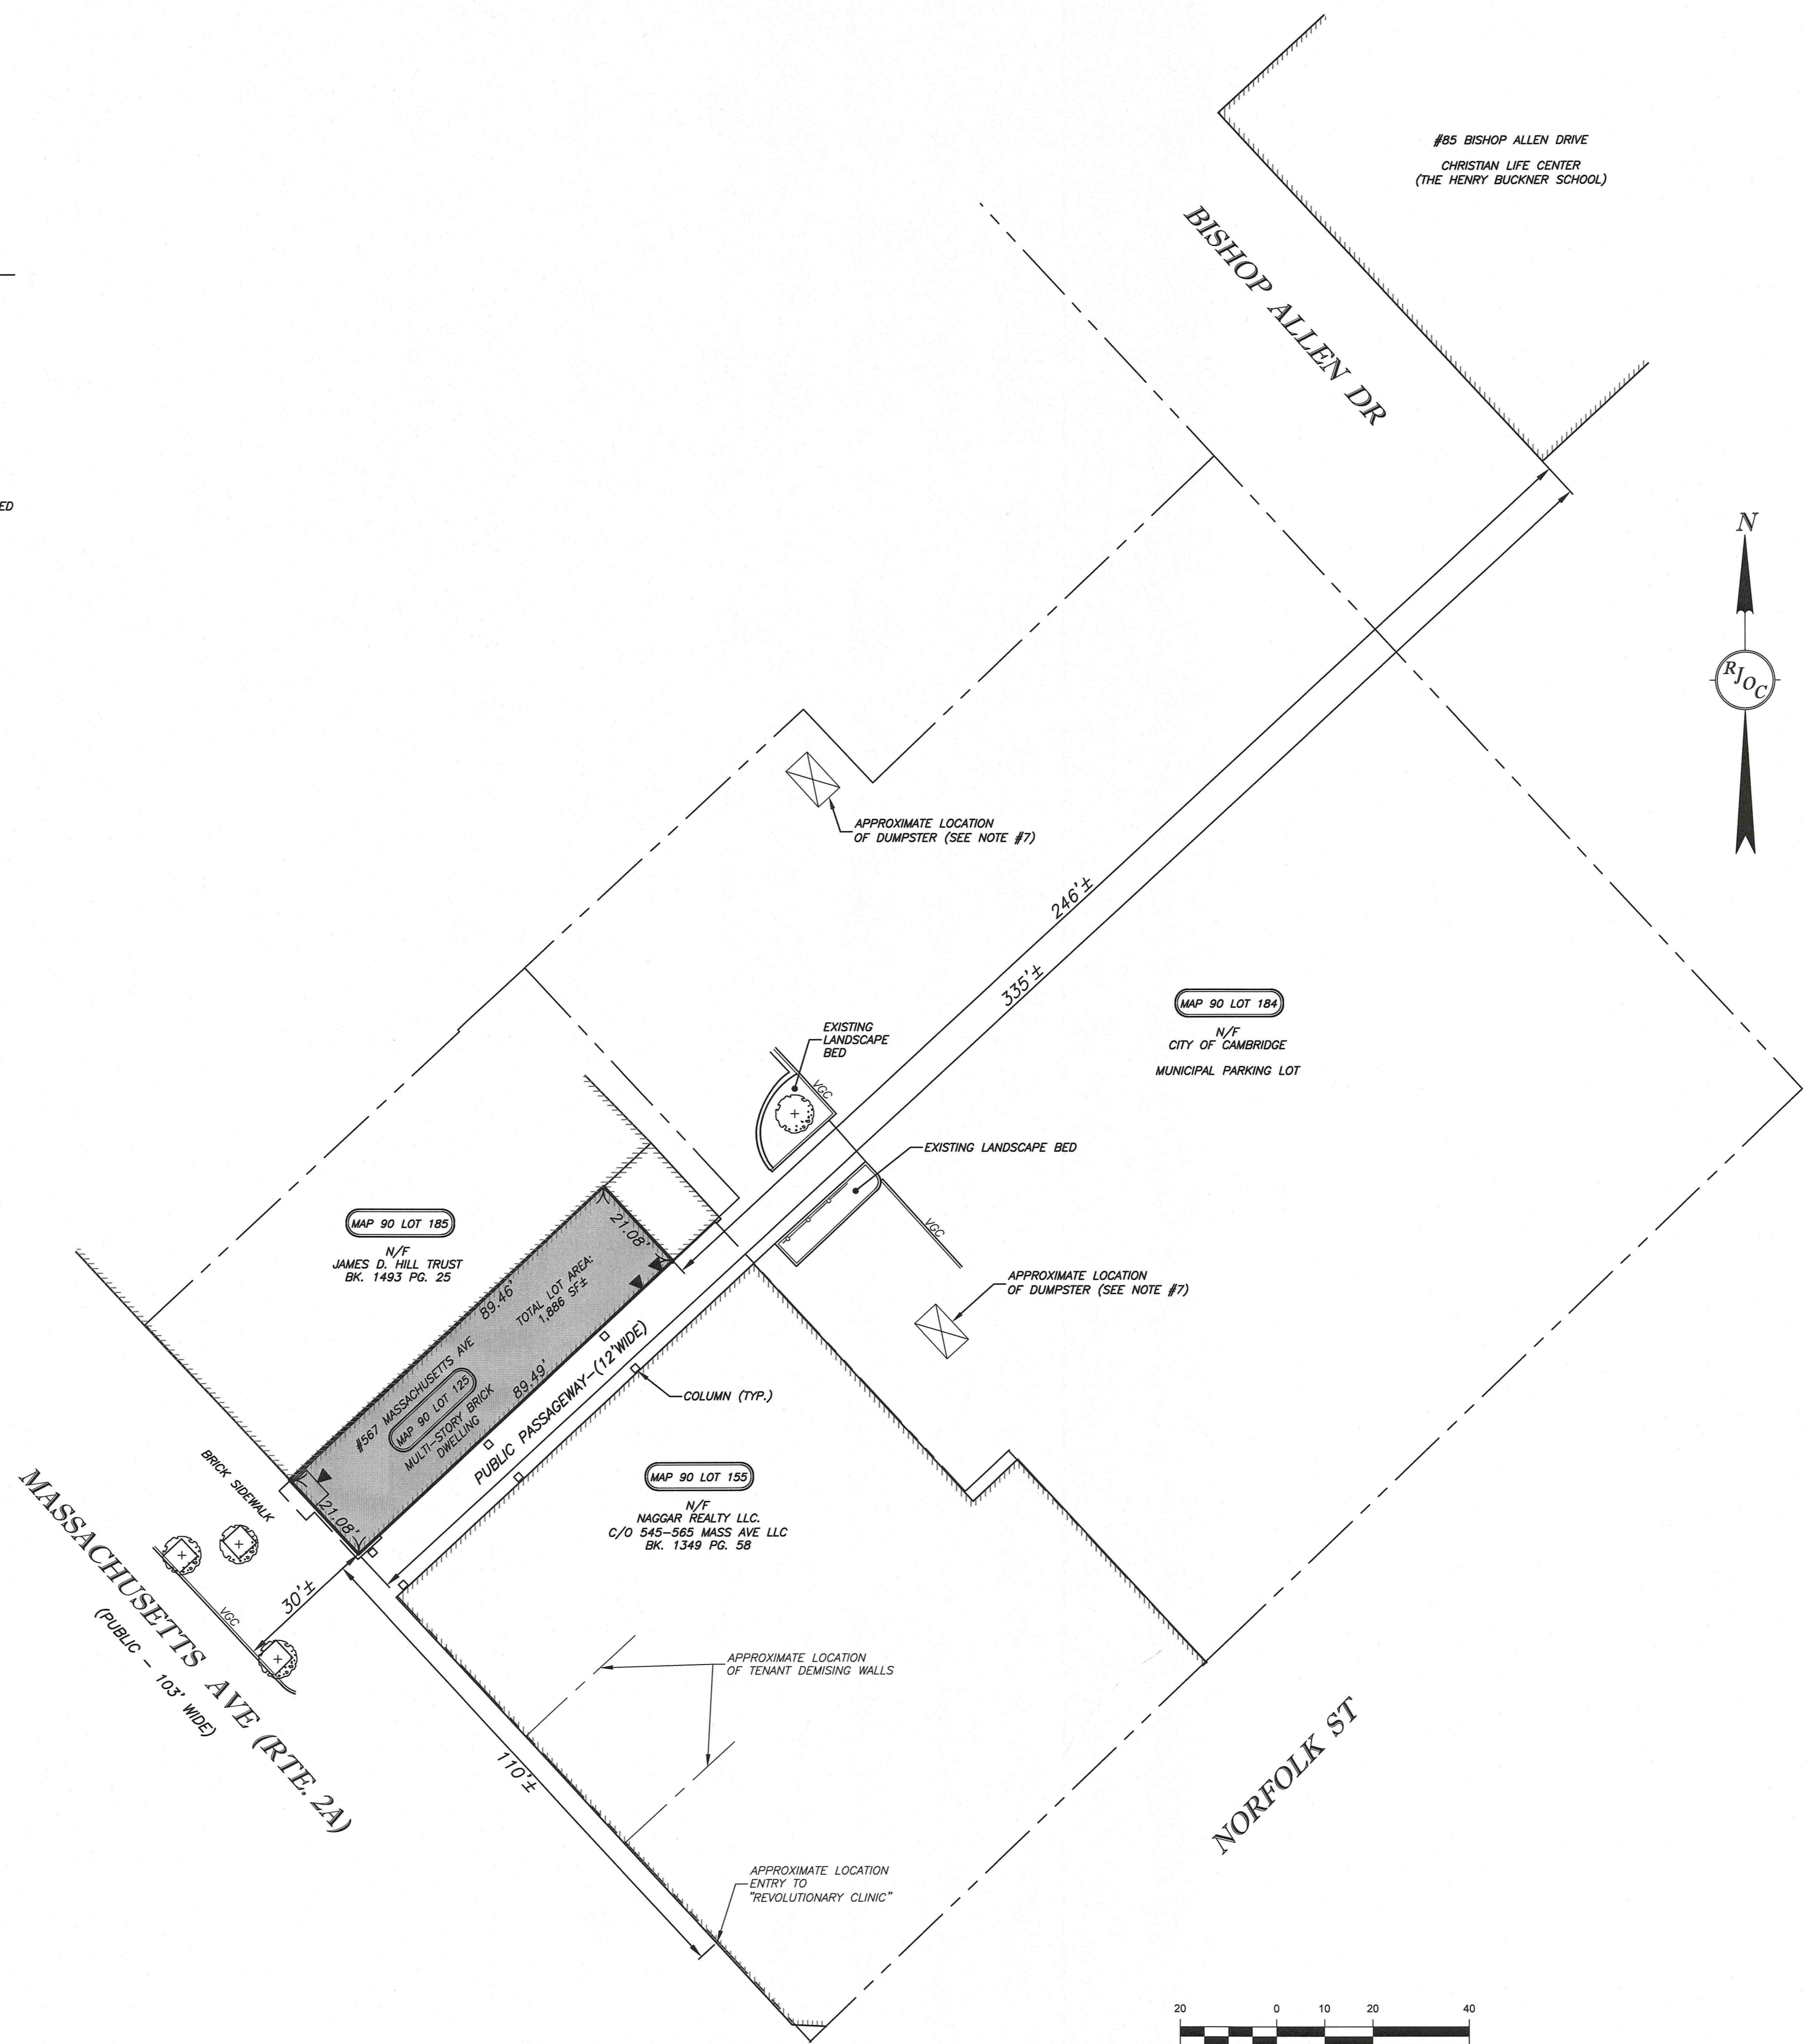 #85 BISHOP ALLEN DRIVE
CHRISTIAN LIFE CENTER
(THE HENRY BUCKNER SCHOOL)
BISHOP ALLEN DR
ED
N
RJOC
APPROXIMATE LOCATION
OF DUMPSTER (SEE NOTE #7)
246'±
335'±
MAP 90 LOT 184
N/F
CITY OF CAMBRIDGE
MUNICIPAL PARKING LOT
EXISTING
LANDSCAPE
BED
VGC
EXISTING LANDSCAPE BED
VGC
MAP 90 LOT 185
N/F
JAMES D. HILL TRUST
BK. 1493 PG. 25
21.08'
89.46'
TOTAL LOT AREA:
1,886 SF±
#567 MASSACHUSETTS AVE
MAP 90 LOT 125
MULTI-STORY BRICK
DWELLING
89.49'
21.08'
APPROXIMATE LOCATION
OF DUMPSTER (SEE NOTE #7)
PUBLIC PASSAGEWAY-(12'WIDE)
COLUMN (TYP.)
BRICK SIDEWALK
MAP 90 LOT 155
N/F
NAGGAR REALTY LLC.
C/O 545-565 MASS AVE LLC
BK. 1349 PG. 58
30'±
VGC
MASSACHUSETTS AVE (RTE. 2A)
(PUBLIC - 103' WIDE)
APPROXIMATE LOCATION
OF TENANT DEMISING WALLS
110'±
NORFOLK ST
APPROXIMATE LOCATION
ENTRY TO
"REVOLUTIONARY CLINIC"
20 0 10 20 40